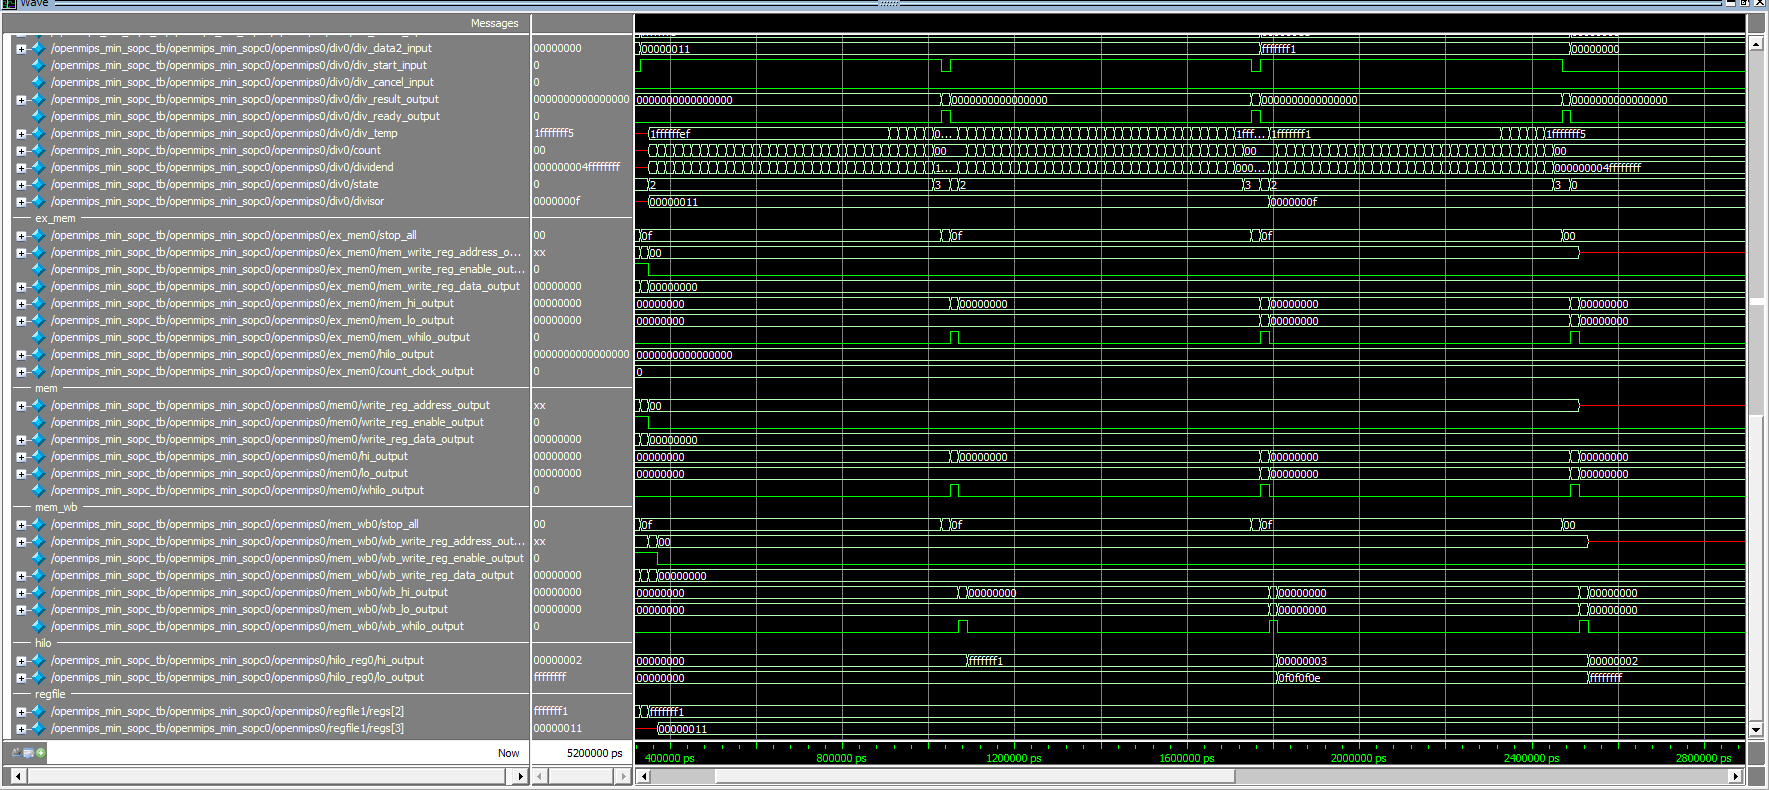 Wave
Messages
/openmips_min_sopc_tb/openmips_min_sopc0/openmips0/div0/div_data2_input 00000000 00000011 fffffff1 00000000
/openmips_min_sopc_tb/openmips_min_sopc0/openmips0/div0/div_start_input 0
/openmips_min_sopc_tb/openmips_min_sopc0/openmips0/div0/div_cancel_input 0
/openmips_min_sopc_tb/openmips_min_sopc0/openmips0/div0/div_result_output 0000000000000000 0000000000000000 0000000000000000 0000000000000000 0000000000000000
/openmips_min_sopc_tb/openmips_min_sopc0/openmips0/div0/div_ready_output 0
/openmips_min_sopc_tb/openmips_min_sopc0/openmips0/div0/div_temp 1fffffff5 1ffffffef 0... 1fff... 1fffffff1 1fffffff5
/openmips_min_sopc_tb/openmips_min_sopc0/openmips0/div0/count 00 00 00 00
/openmips_min_sopc_tb/openmips_min_sopc0/openmips0/div0/dividend 000000004ffffffff 1... 000... 000000004ffffffff
/openmips_min_sopc_tb/openmips_min_sopc0/openmips0/div0/state 0 2 3 2 3 2 3 0
/openmips_min_sopc_tb/openmips_min_sopc0/openmips0/div0/divisor 0000000f 00000011 0000000f
ex_mem
/openmips_min_sopc_tb/openmips_min_sopc0/openmips0/ex_mem0/stop_all 00 0f 0f 0f 00
/openmips_min_sopc_tb/openmips_min_sopc0/openmips0/ex_mem0/mem_write_reg_address_o... xx 00
/openmips_min_sopc_tb/openmips_min_sopc0/openmips0/ex_mem0/mem_write_reg_enable_out... 0
/openmips_min_sopc_tb/openmips_min_sopc0/openmips0/ex_mem0/mem_write_reg_data_output 00000000 00000000
/openmips_min_sopc_tb/openmips_min_sopc0/openmips0/ex_mem0/mem_hi_output 00000000 00000000 00000000 00000000 00000000
/openmips_min_sopc_tb/openmips_min_sopc0/openmips0/ex_mem0/mem_lo_output 00000000 00000000 00000000 00000000
/openmips_min_sopc_tb/openmips_min_sopc0/openmips0/ex_mem0/mem_whilo_output 0
/openmips_min_sopc_tb/openmips_min_sopc0/openmips0/ex_mem0/hilo_output 0000000000000000 0000000000000000
/openmips_min_sopc_tb/openmips_min_sopc0/openmips0/ex_mem0/count_clock_output 0 0
mem
/openmips_min_sopc_tb/openmips_min_sopc0/openmips0/mem0/write_reg_address_output xx 00
/openmips_min_sopc_tb/openmips_min_sopc0/openmips0/mem0/write_reg_enable_output 0
/openmips_min_sopc_tb/openmips_min_sopc0/openmips0/mem0/write_reg_data_output 00000000 00000000
/openmips_min_sopc_tb/openmips_min_sopc0/openmips0/mem0/hi_output 00000000 00000000 00000000 00000000 00000000
/openmips_min_sopc_tb/openmips_min_sopc0/openmips0/mem0/lo_output 00000000 00000000 00000000 00000000
/openmips_min_sopc_tb/openmips_min_sopc0/openmips0/mem0/whilo_output 0
mem_wb
/openmips_min_sopc_tb/openmips_min_sopc0/openmips0/mem_wb0/stop_all 00 0f 0f 0f 00
/openmips_min_sopc_tb/openmips_min_sopc0/openmips0/mem_wb0/wb_write_reg_address_out... xx 00
/openmips_min_sopc_tb/openmips_min_sopc0/openmips0/mem_wb0/wb_write_reg_enable_output 0
/openmips_min_sopc_tb/openmips_min_sopc0/openmips0/mem_wb0/wb_write_reg_data_output 00000000 00000000
/openmips_min_sopc_tb/openmips_min_sopc0/openmips0/mem_wb0/wb_hi_output 00000000 00000000 00000000 00000000 00000000
/openmips_min_sopc_tb/openmips_min_sopc0/openmips0/mem_wb0/wb_lo_output 00000000 00000000 00000000 00000000
/openmips_min_sopc_tb/openmips_min_sopc0/openmips0/mem_wb0/wb_whilo_output 0
hilo
/openmips_min_sopc_tb/openmips_min_sopc0/openmips0/hilo_reg0/hi_output 00000002 00000000 fffffff1 00000003 00000002
/openmips_min_sopc_tb/openmips_min_sopc0/openmips0/hilo_reg0/lo_output ffffffff 00000000 0f0f0f0e ffffffff
regfile
/openmips_min_sopc_tb/openmips_min_sopc0/openmips0/regfile1/regs[2] fffffff1 fffffff1
/openmips_min_sopc_tb/openmips_min_sopc0/openmips0/regfile1/regs[3] 00000011 00000011
Now 5200000 ps 400000 ps 800000 ps 1200000 ps 1600000 ps 2000000 ps 2400000 ps 2800000 ps